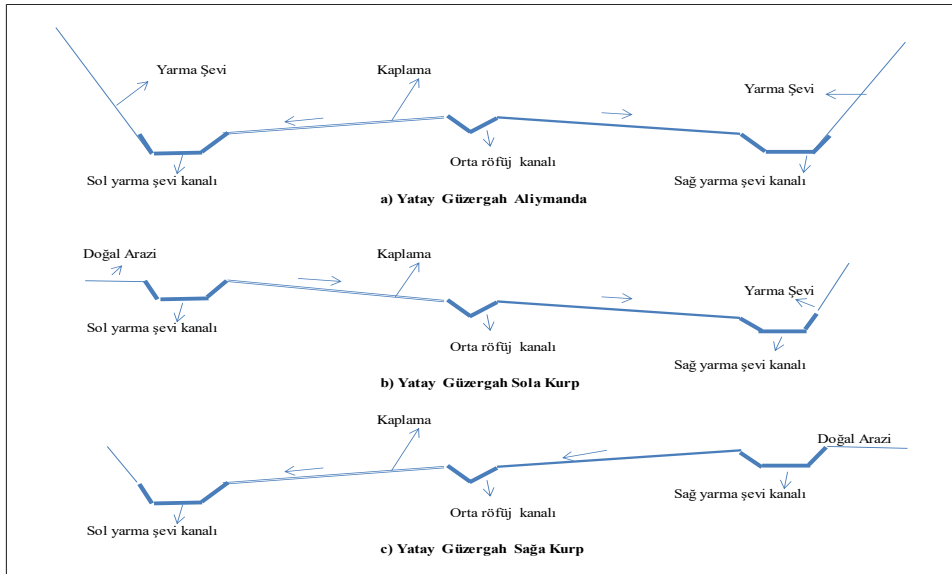 Yarma Şevi
Kaplama
Yarma Şevi
Sol yarma şevi kanalı
Orta röfüj kanalı
Sağ yarma şevi kanalı
a) Yatay Güzergah Aliymanda
Doğal Arazi
Kaplama
Yarma Şevi
Sol yarma şevi kanalı
Orta röfüj kanalı
Sağ yarma şevi kanalı
b) Yatay Güzergah Sola Kurp
Kaplama
Doğal Arazi
Sol yarma şevi kanalı
Orta röfüj kanalı
Sağ yarma şevi kanalı
c) Yatay Güzergah Sağa Kurp